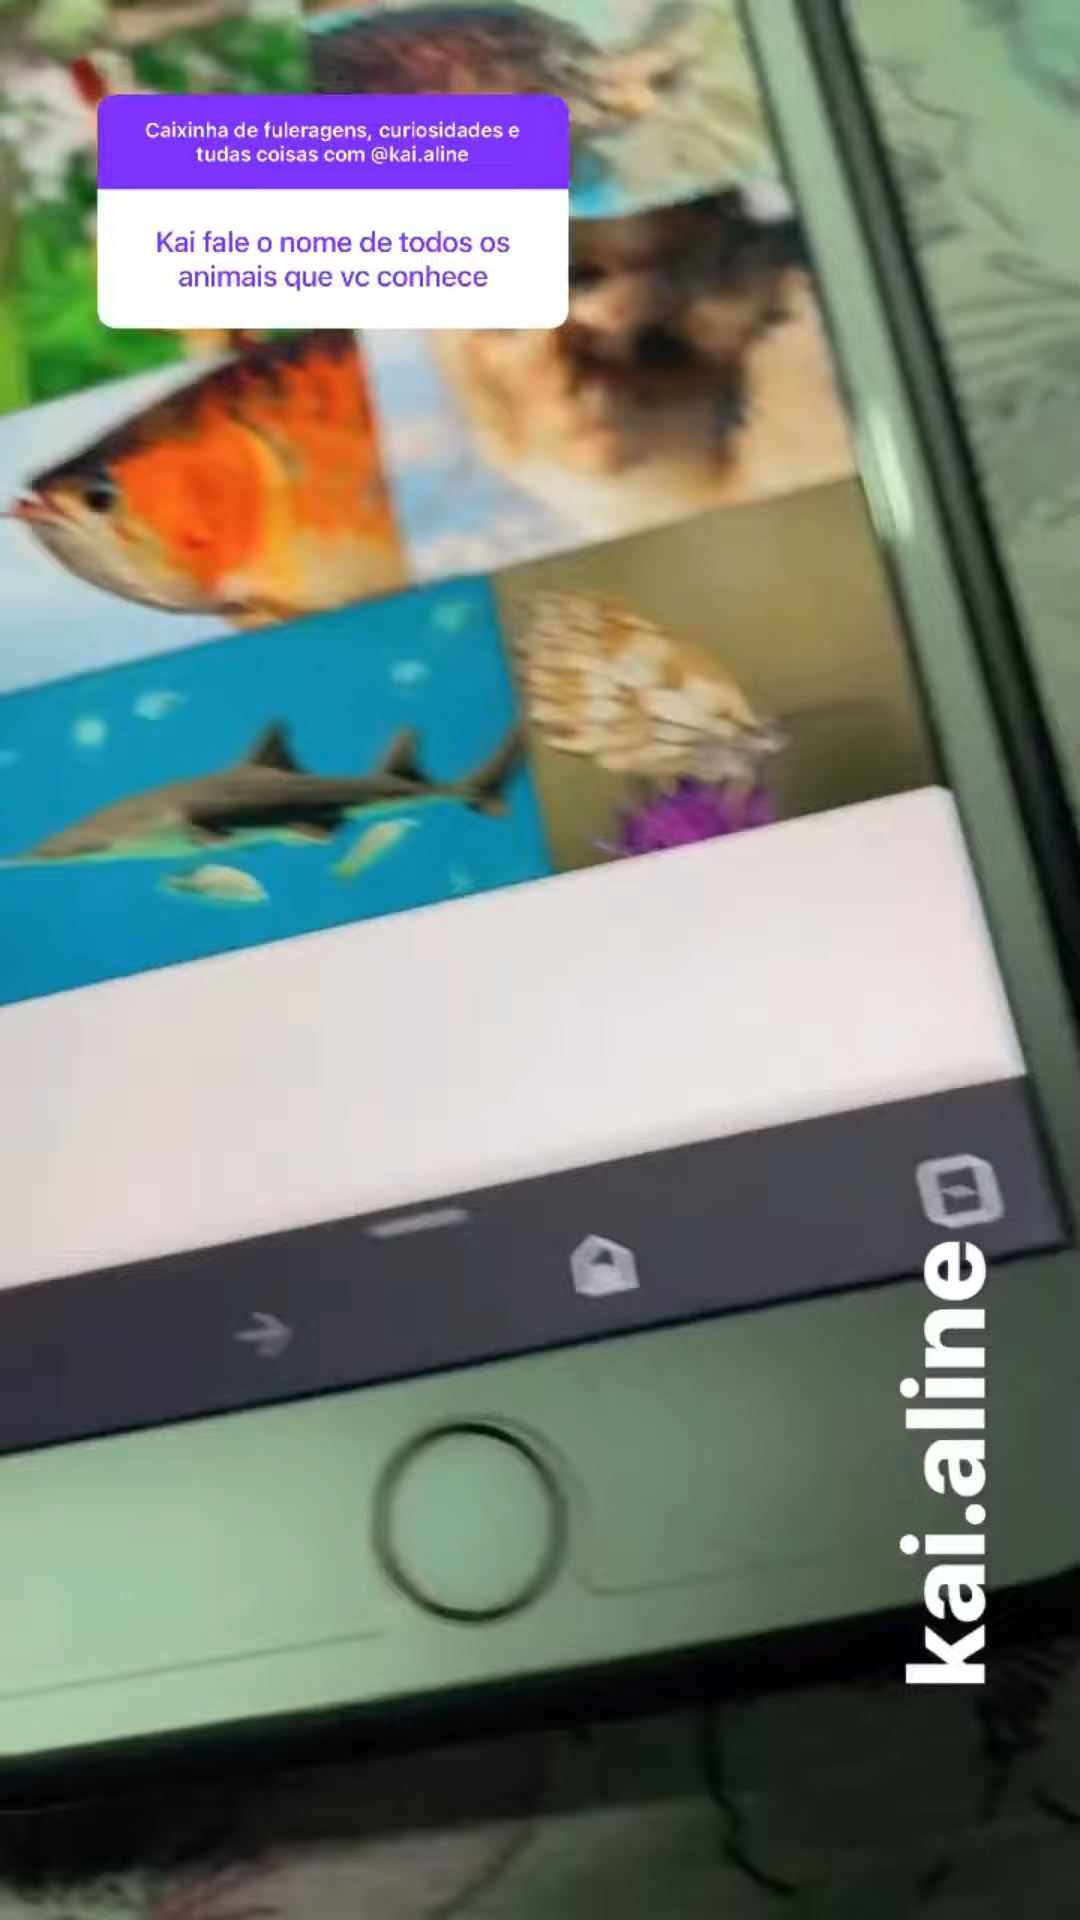 Caixinha de fuleragens, curiosidades e
tudas coisas com @kai.aline
Kai fale o nome de todos os
animais que vc conhece
kai.aline